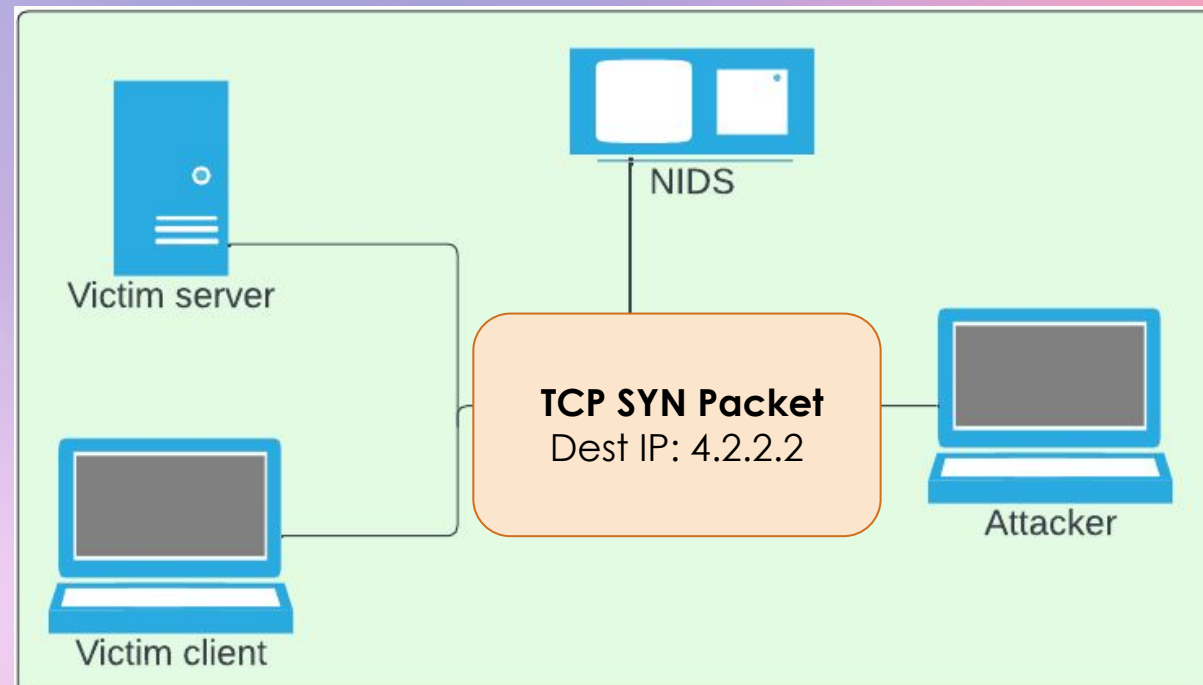 NIDS
Victim server
TCP SYN Packet
Dest IP: 4.2.2.2
Attacker
Victim client